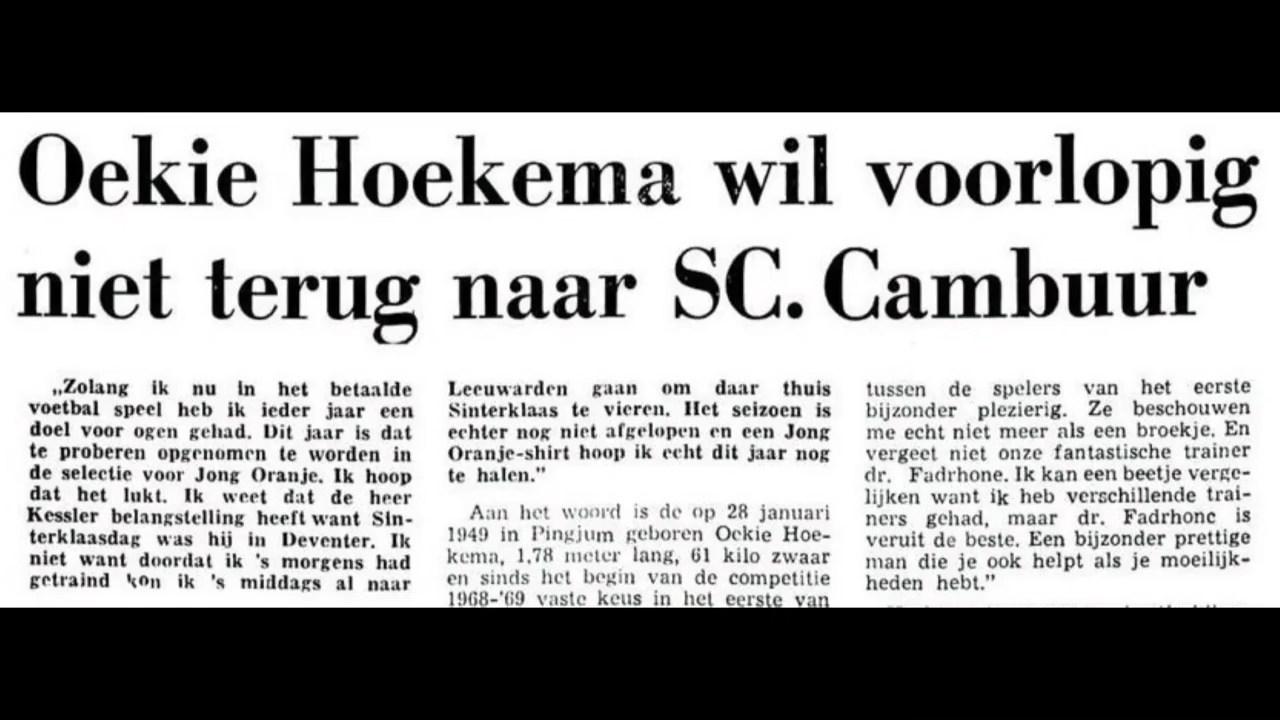 Oekie Hoekema wil voorlopig
niet terug naar SC. Cambuur
„Zolang ik nu in het betaalde
voetbal speel heb ik ieder jaar een
doel voor ogen gehad. Dit jaar is dat
te proberen opgenomen te worden in
de selectie voor Jong Oranje. Ik hoop
dat het lukt. Ik weet dat de heer
Kessler belangstelling heeft want Sin-
terklaasdag was hij in Deventer. Ik
niet want doordat ik 's morgens had
getraind kon ik 's middags al naar
Leeuwarden gaan om daar thuis
Sinterklaas te vieren. Het seizoen is
echter nog niet afgelopen en een Jong
Oranje-shirt hoop ik echt dit jaar nog
te halen.”
Aan het woord is de op 28 januari
1949 in Pingjum geboren Oekie Hoe-
kema, 1,78 meter lang, 61 kilo zwaar
en sinds het begin van de competitie
1968-'69 vaste keus in het eerste van
tussen de spelers van het eerste
bijzonder plezierig. Ze beschouwen
me echt niet meer als een broekje. En
vergeet niet onze fantastische trainer
dr. Fadrhone. Ik kan een beetje verge-
lijken want ik heb verschillende trai-
ners gehad, maar dr. Fadrhonc is
veruit de beste. Een bijzonder prettige
man die je ook helpt als je moeilijk-
heden hebt.”